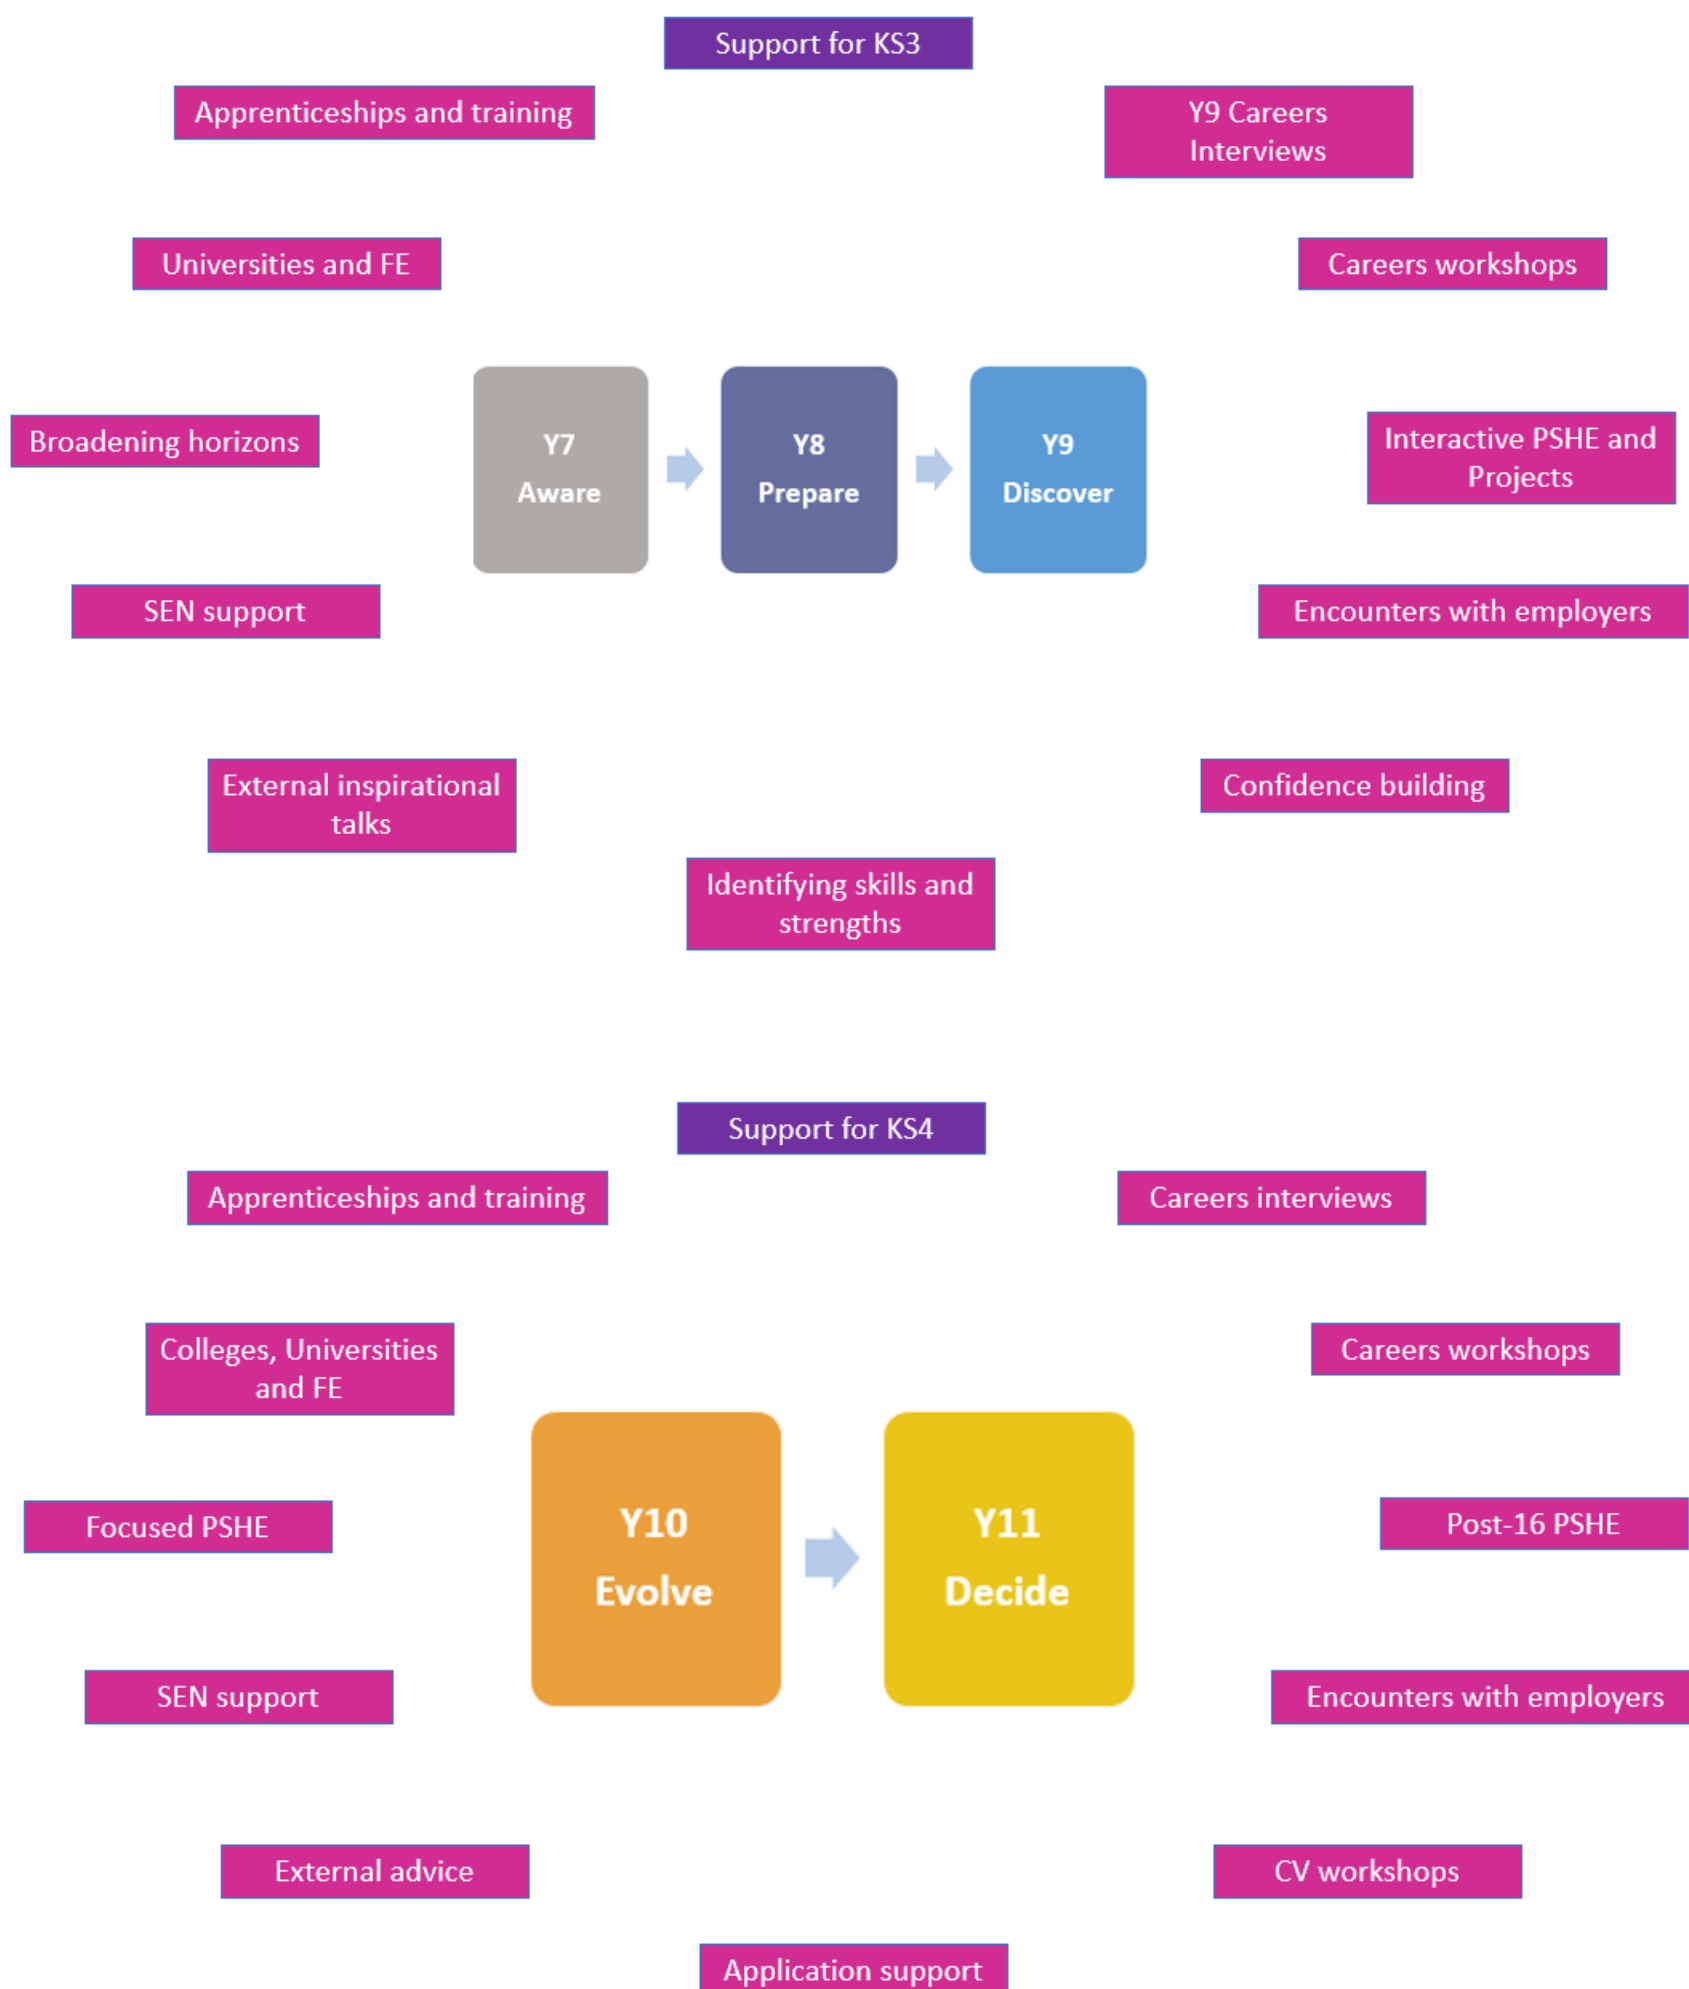 Support for KS3
Apprenticeships and training
Y9 Careers
Interviews
Universities and FE
Careers workshops
Broadening horizons
Y7
Aware
Y8
Prepare
Y9
Discover
Interactive PSHE and
Projects
SEN support
Encounters with employers
External inspirational
talks
Confidence building
Identifying skills and
strengths
Support for KS4
Apprenticeships and training
Careers interviews
Colleges, Universities
and FE
Careers workshops
Focused PSHE
Y10
Evolve
Y11
Decide
Post-16 PSHE
SEN support
Encounters with employers
External advice
CV workshops
Application support